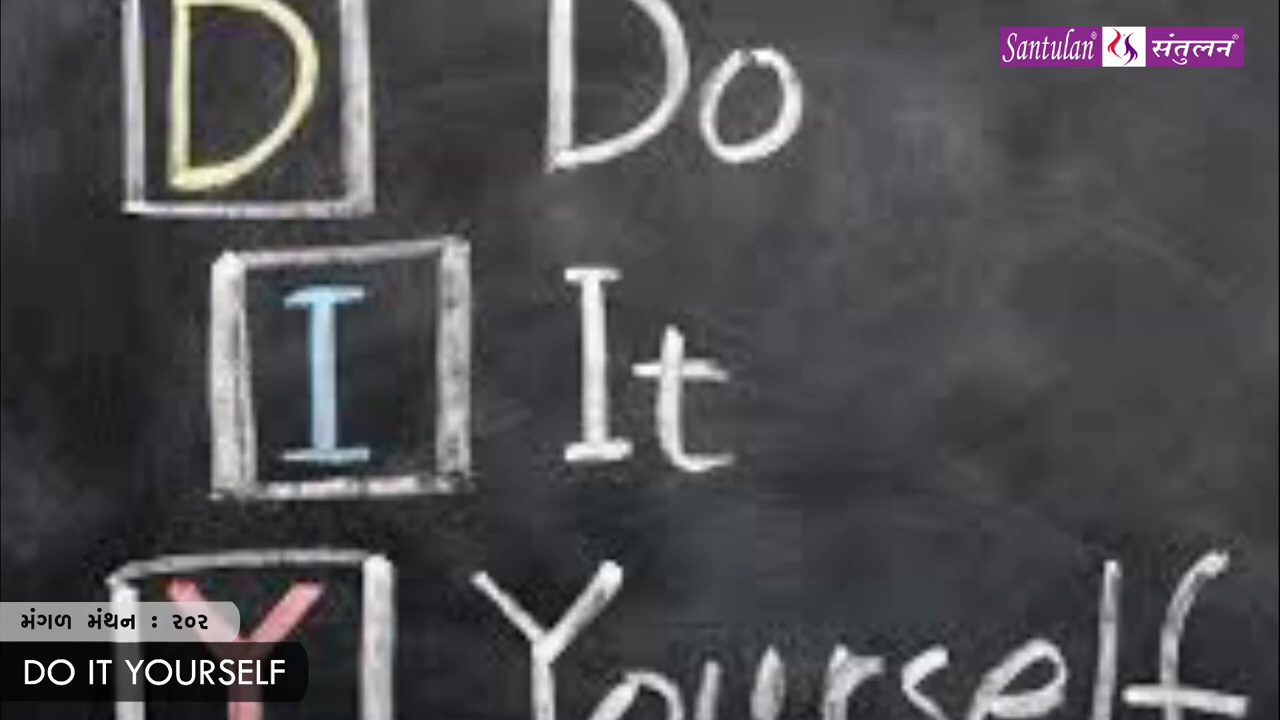 D Do
Santulan® संतुलन®
I It
Y Yourself
મંગળ મંથન : ૨૦૨
DO IT YOURSELF